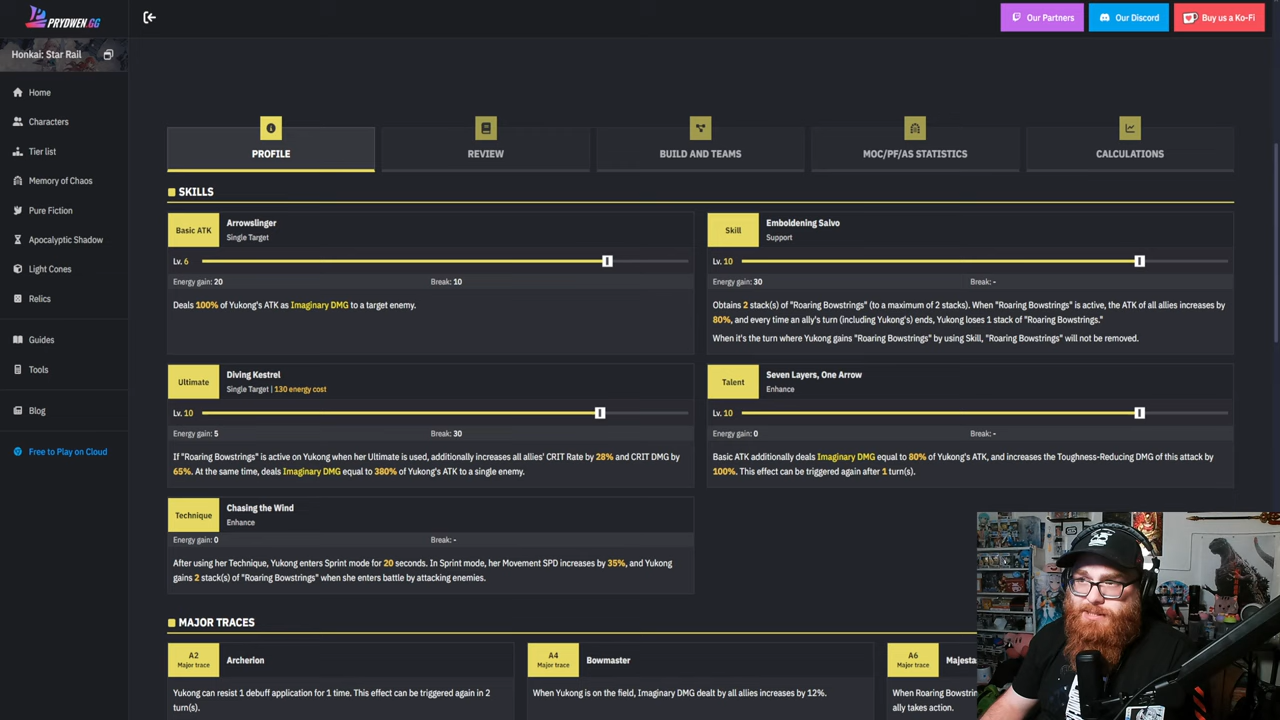 PRYDWEN.GG
Our Partners
Our Discord
Buy us a Ko-Fi
Honkai: Star Rail
Home
Characters
Tier list
Memory of Chaos
Pure Fiction
Apocalyptic Shadow
Light Cones
Relics
Guides
Tools
Blog
Free to Play on Cloud
PROFILE
REVIEW
BUILD AND TEAMS
MOC/PF/AS STATISTICS
CALCULATIONS
SKILLS
Basic ATK
Arrowslinger
Single Target
Lv. 6
Energy gain: 20
Break: 10
Deals 100% of Yukong's ATK as Imaginary DMG to a target enemy.
Skill
Emboldening Salvo
Support
Lv. 10
Energy gain: 30
Break: -
Obtains 2 stack(s) of "Roaring Bowstrings" (to a maximum of 2 stacks). When "Roaring Bowstrings" is active, the ATK of all allies increases by
80%, and every time an ally's turn (including Yukong's) ends, Yukong loses 1 stack of "Roaring Bowstrings."
When it's the turn where Yukong gains "Roaring Bowstrings" by using Skill, "Roaring Bowstrings" will not be removed.
Ultimate
Diving Kestrel
Single Target | 130 energy cost
Lv. 10
Energy gain: 5
Break: 30
If "Roaring Bowstrings" is active on Yukong when her Ultimate is used, additionally increases all allies' CRIT Rate by 28% and CRIT DMG by
65%. At the same time, deals Imaginary DMG equal to 380% of Yukong's ATK to a single enemy.
Talent
Seven Layers, One Arrow
Enhance
Lv. 10
Energy gain: 0
Break: -
Basic ATK additionally deals Imaginary DMG equal to 80% of Yukong's ATK, and increases the Toughness-Reducing DMG of this attack by
100%. This effect can be triggered again after 1 turn(s).
Technique
Chasing the Wind
Enhance
Energy gain: 0
Break: -
After using her Technique, Yukong enters Sprint mode for 20 seconds. In Sprint mode, her Movement SPD increases by 35%, and Yukong
gains 2 stack(s) of "Roaring Bowstrings" when she enters battle by attacking enemies.
MAJOR TRACES
A2
Major trace
Archerion
Yukong can resist 1 debuff application for 1 time. This effect can be triggered again in 2
turn(s).
A4
Major trace
Bowmaster
When Yukong is on the field, Imaginary DMG dealt by all allies increases by 12%.
A6
Major trace
Majesta
When Roaring Bowstrin
ally takes action.